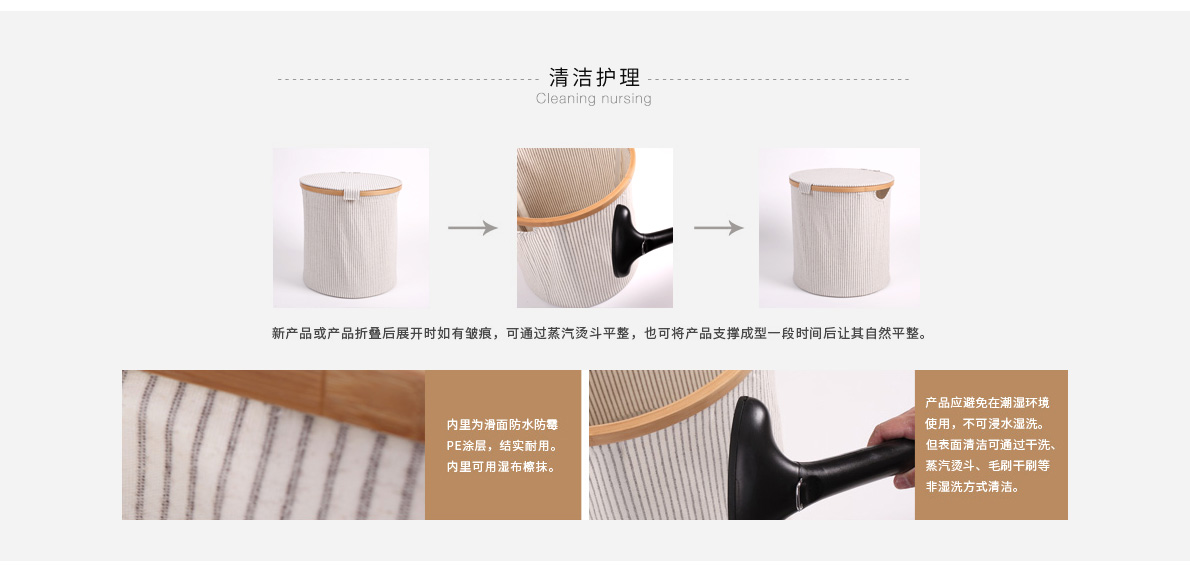 清洁护理
Cleaning nursing
新产品或产品折叠后展开时如有皱痕，可通过蒸汽烫斗平整，也可将产品支撑成型一段时间后让其自然平整。
内里为滑面防水防霉
PE涂层，结实耐用。
内里可用湿布檫抹。
产品应避免在潮湿环境
使用，不可浸水湿洗。
但表面清洁可通过干洗、
蒸汽烫斗、毛刷干刷等
非湿洗方式清洁。